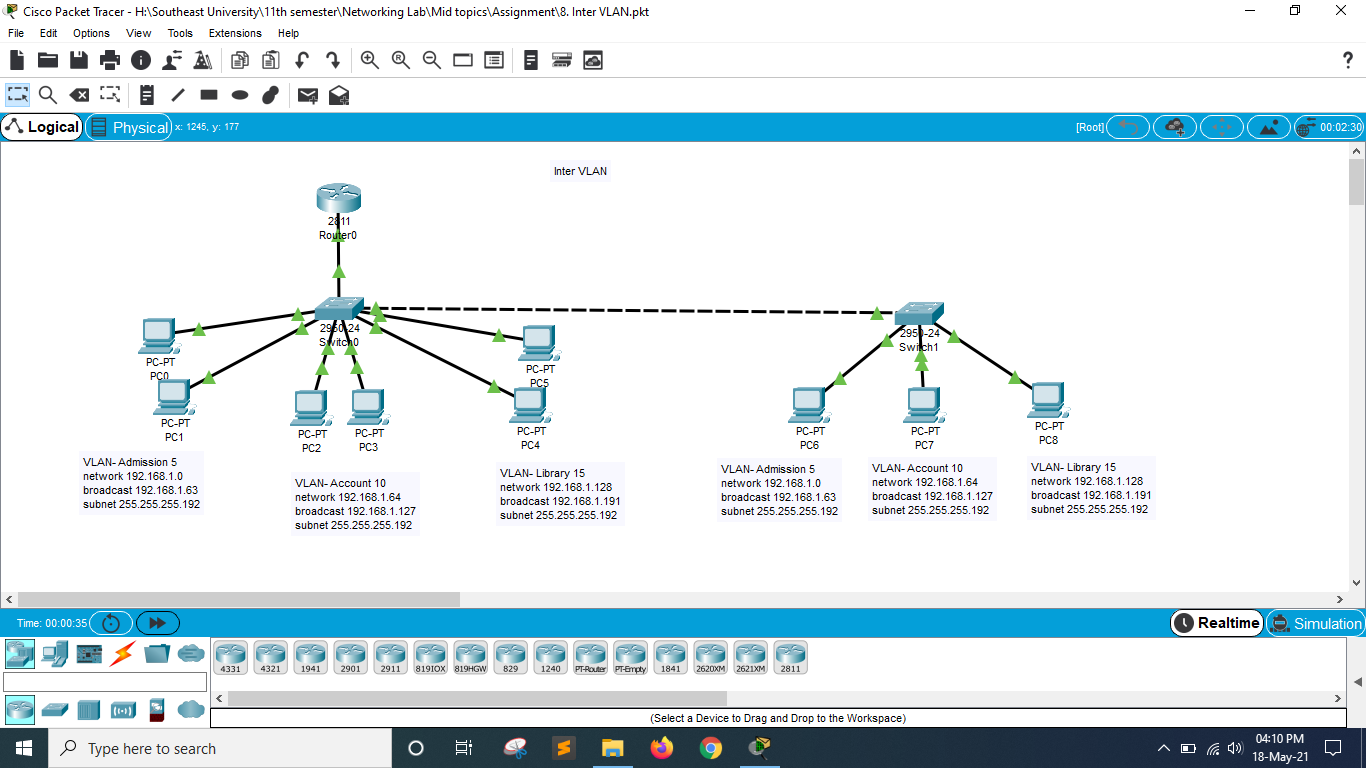 Cisco Packet Tracer - H:\Southeast University\11th semester\Networking Lab\Mid topics\Assignment\8. Inter VLAN.pkt
File Edit Options View Tools Extensions Help
Logical Physical x: 1245, y: 177 [Root] 00:02:30
Inter VLAN
2811
Router0
2950-24
Switch0
2950-24
Switch1
PC-PT
PC0
PC-PT
PC1
PC-PT
PC2
PC-PT
PC3
PC-PT
PC5
PC-PT
PC4
PC-PT
PC6
PC-PT
PC7
PC-PT
PC8
VLAN- Admission 5
network 192.168.1.0
broadcast 192.168.1.63
subnet 255.255.255.192
VLAN- Account 10
network 192.168.1.64
broadcast 192.168.1.127
subnet 255.255.255.192
VLAN- Library 15
network 192.168.1.128
broadcast 192.168.1.191
subnet 255.255.255.192
VLAN- Admission 5
network 192.168.1.0
broadcast 192.168.1.63
subnet 255.255.255.192
VLAN- Account 10
network 192.168.1.64
broadcast 192.168.1.127
subnet 255.255.255.192
VLAN- Library 15
network 192.168.1.128
broadcast 192.168.1.191
subnet 255.255.255.192
Time: 00:00:35 Realtime Simulation
4331 4321 1941 2901 2911 819IOX 819HGW 829 1240 PT-Router PT-Empty 1841 2620XM 2621XM 2811
(Select a Device to Drag and Drop to the Workspace)
Type here to search
04:10 PM
18-May-21